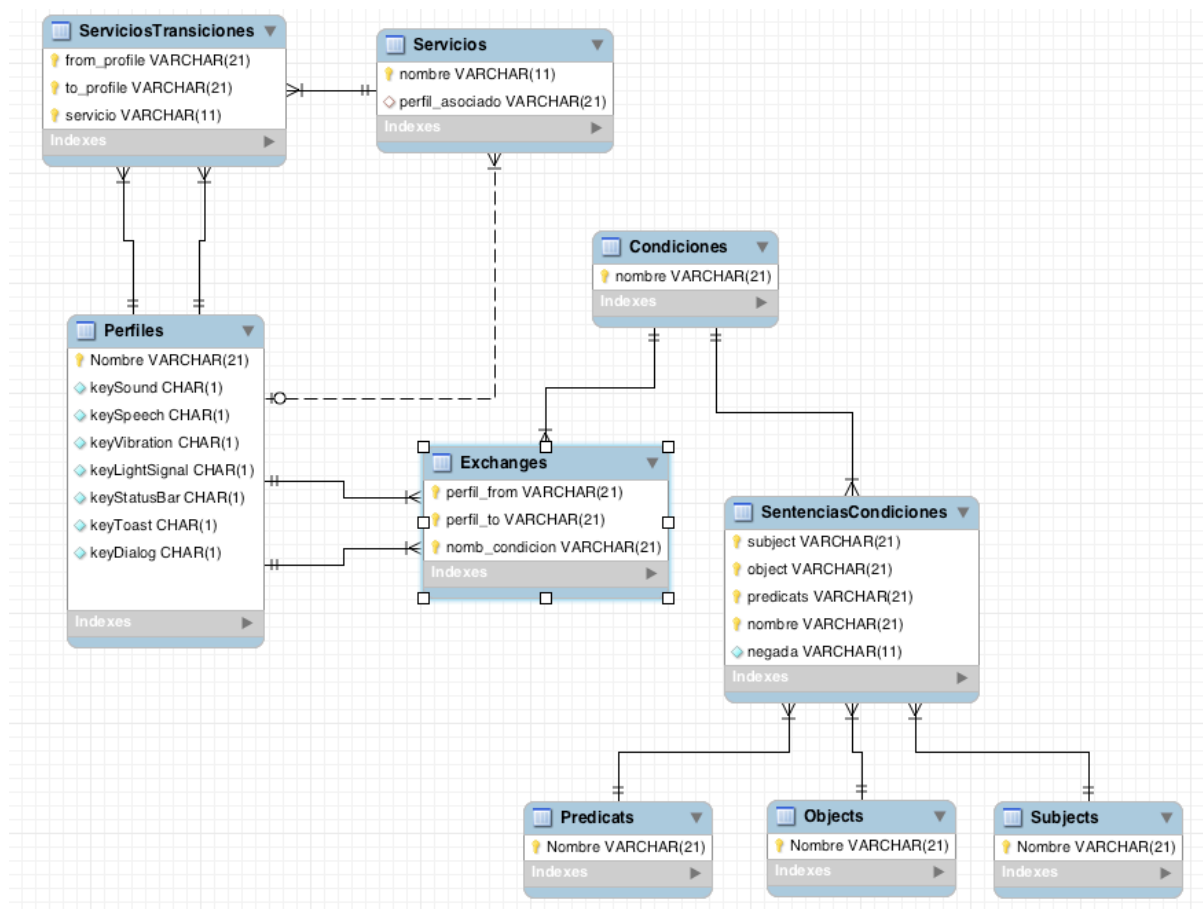 ServiciosTransiciones
from_profile VARCHAR(21)
to_profile VARCHAR(21)
servicio VARCHAR(11)
Indexes
Servicios
nombre VARCHAR(11)
perfil_asociado VARCHAR(21)
Indexes
Condiciones
nombre VARCHAR(21)
Indexes
Perfiles
Nombre VARCHAR(21)
keySound CHAR(1)
keySpeech CHAR(1)
keyVibration CHAR(1)
keyLightSignal CHAR(1)
keyStatusBar CHAR(1)
keyToast CHAR(1)
keyDialog CHAR(1)
Indexes
Exchanges
perfil_from VARCHAR(21)
perfil_to VARCHAR(21)
nomb_condicion VARCHAR(21)
Indexes
SentenciasCondiciones
subject VARCHAR(21)
object VARCHAR(21)
predicats VARCHAR(21)
nombre VARCHAR(21)
negada VARCHAR(11)
Indexes
Predicats
Nombre VARCHAR(21)
Indexes
Objects
Nombre VARCHAR(21)
Indexes
Subjects
Nombre VARCHAR(21)
Indexes